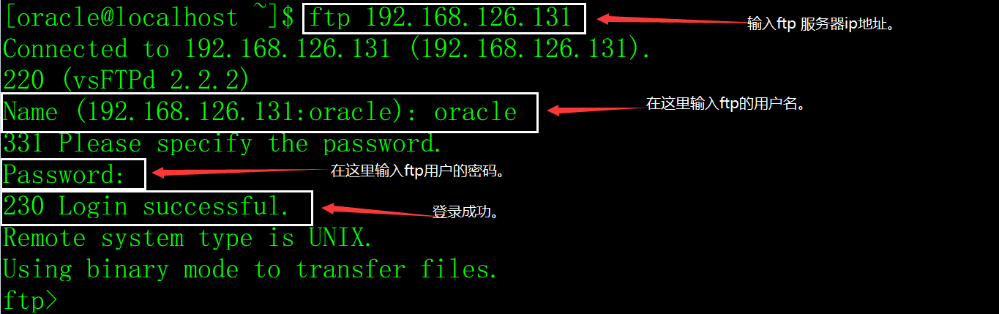 [oracle@localhost ~]$ ftp 192.168.126.131
输入ftp 服务器ip地址。
Connected to 192.168.126.131 (192.168.126.131).
220 (vsFTPd 2.2.2)
Name (192.168.126.131:oracle): oracle
在这里输入ftp的用户名。
331 Please specify the password.
Password:
在这里输入ftp用户的密码。
230 Login successful.
登录成功。
Remote system type is UNIX.
Using binary mode to transfer files.
ftp>